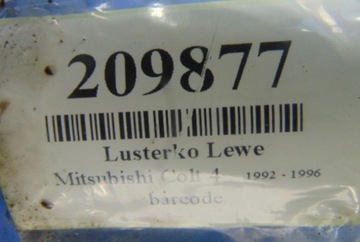 209877
Lusterko Lewe
Mitsubishi Colt 4 1992 - 1996
barcode